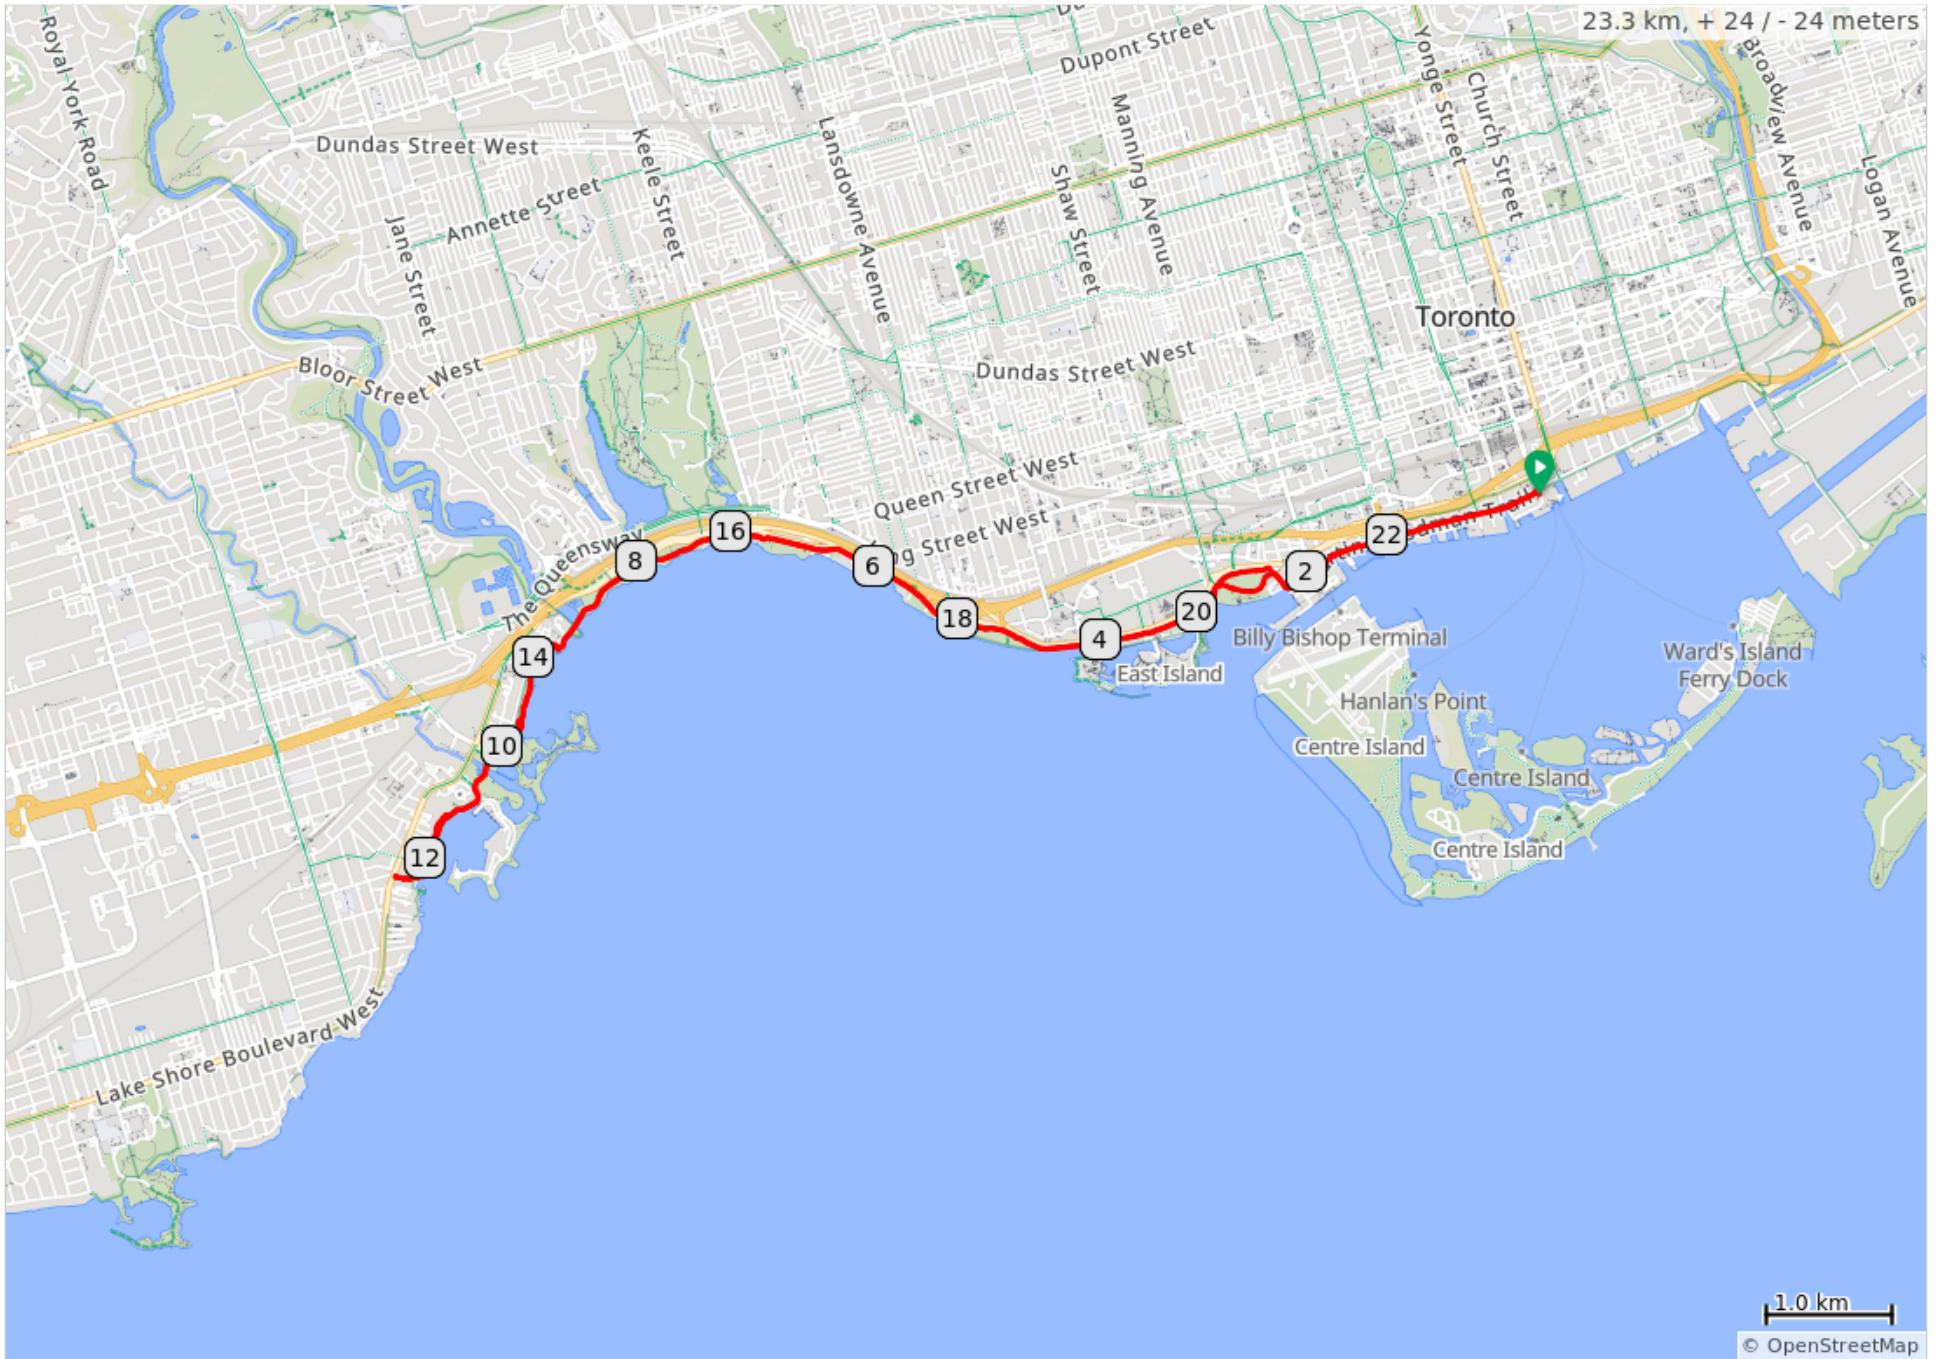 23.3 km, + 24 / - 24 meters
Royal York Road
Dupont Street
Yonge Street
Church Street
Broadview Avenue
Logan Avenue
Dundas Street West
Keele Street
Lansdowne Avenue
Manning Avenue
Shaw Street
Annette Street
Jane Street
Toronto
Bloor Street West
Dundas Street West
Queen Street West
King Street West
The Queensway
16
8
6
22
2
20
18
4
14
10
12
Billy Bishop Terminal
East Island
Ward's Island
Ferry Dock
Hanlan's Point
Centre Island
Centre Island
Centre Island
Lake Shore Boulevard West
1.0 km
© OpenStreetMap